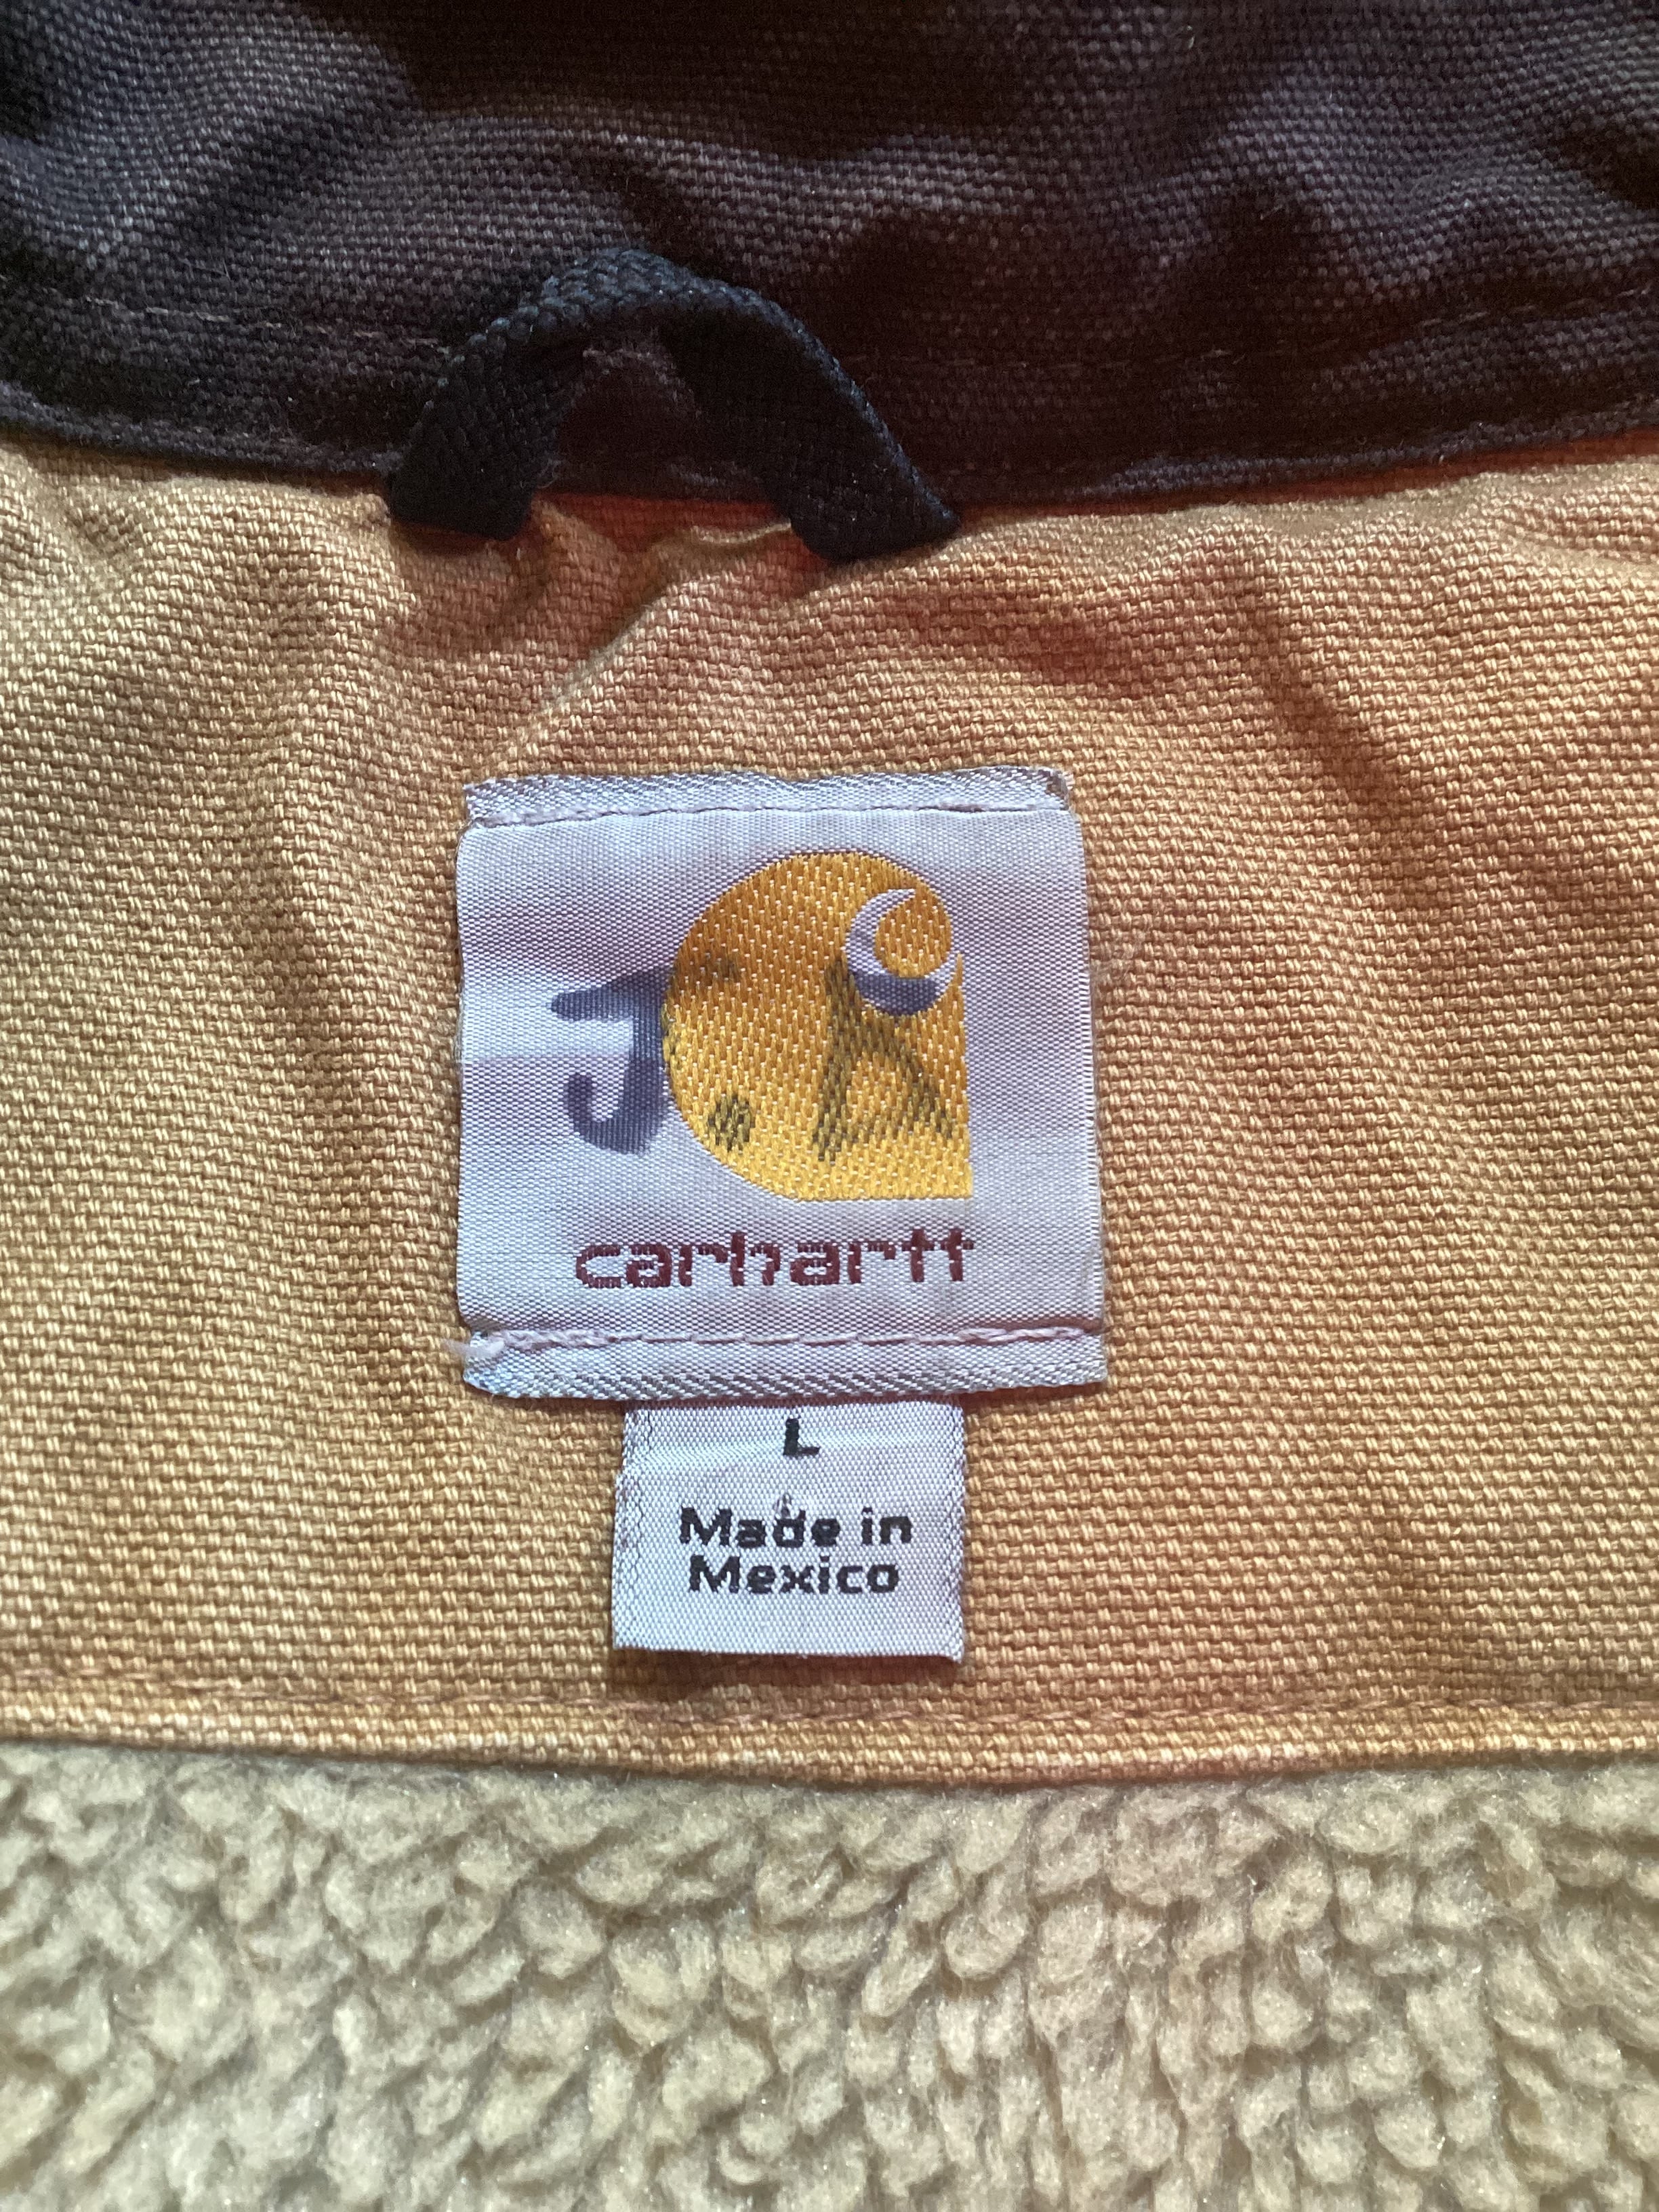 J.R.
carhartt
L
Made in
Mexico